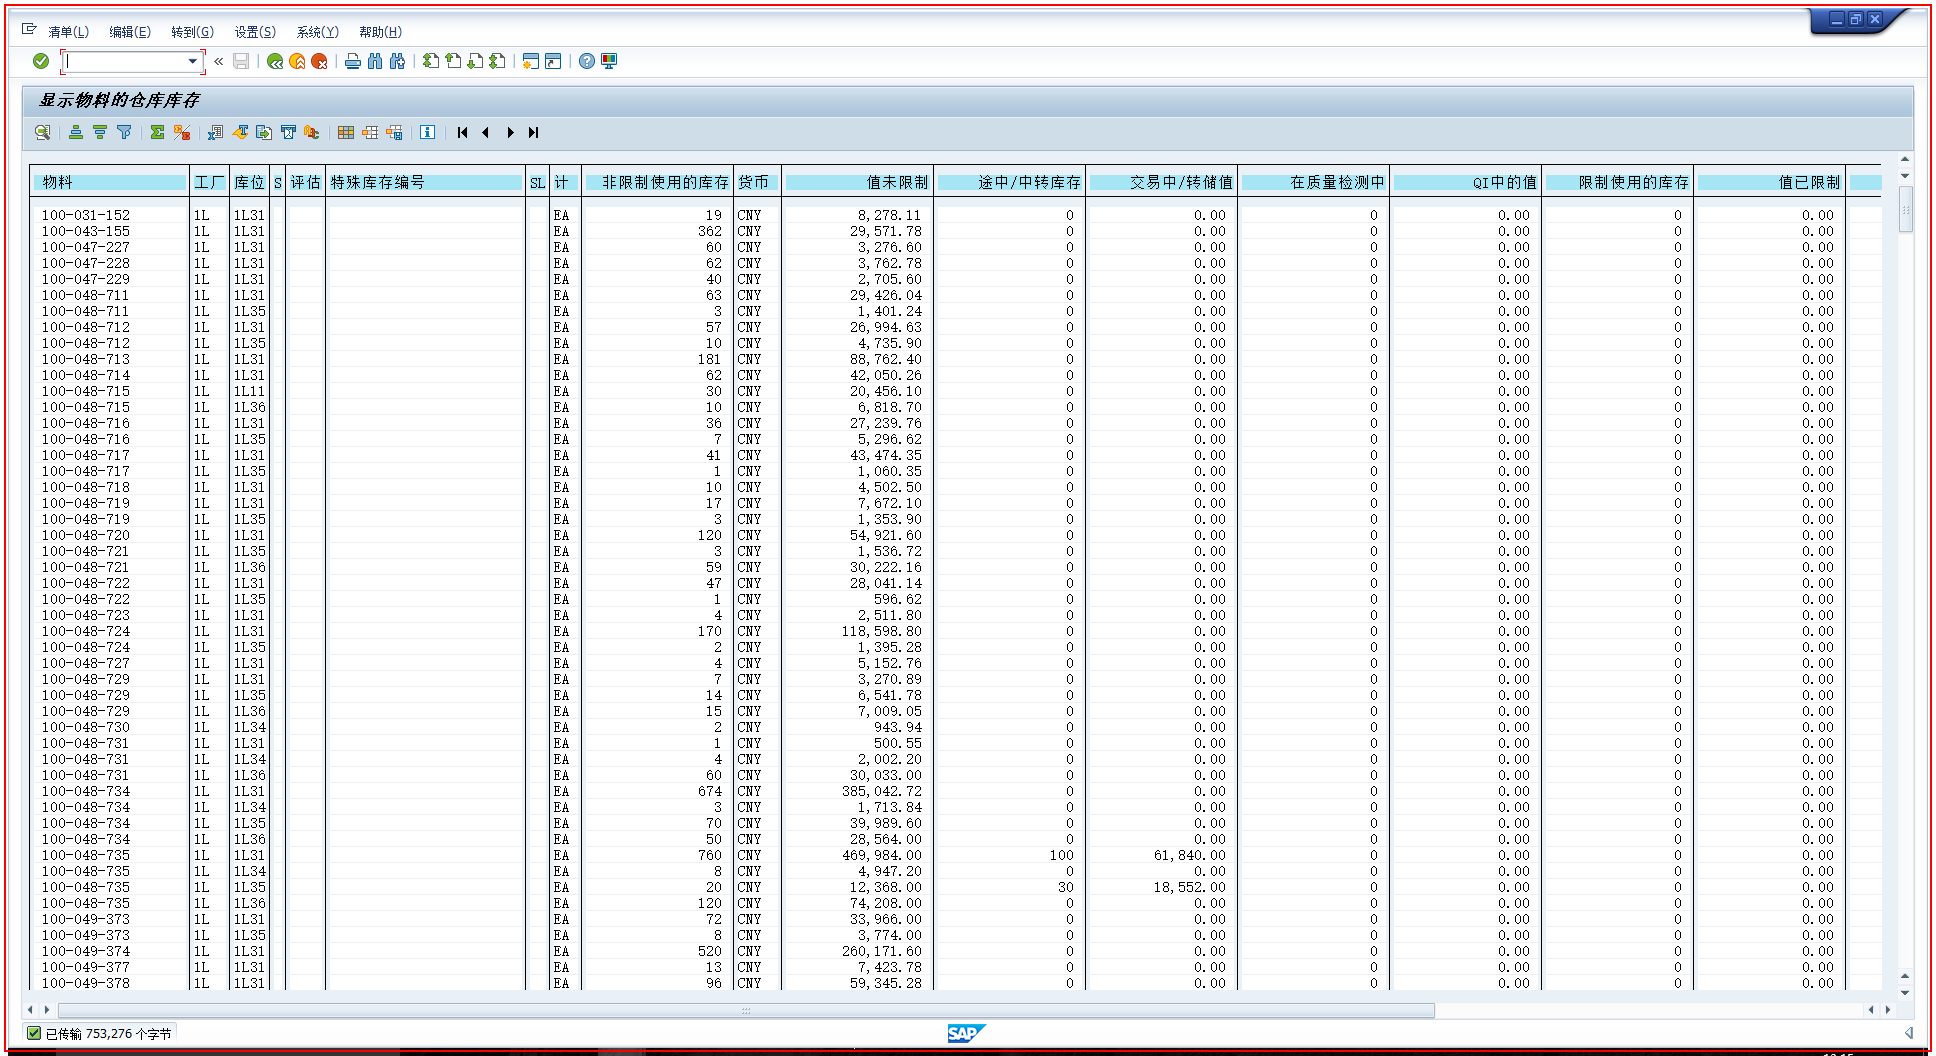 清单(L) 编辑(E) 转到(G) 设置(S) 系统(Y) 帮助(H)
显示物料的仓库库存
物料 工厂 库位 S 评估 特殊库存编号 SL 计 非限制使用的库存 货币 值未限制 途中/中转库存 交易中/转储值 在质量检测中 QI中的值 限制使用的库存 值已限制
100-031-152 1L 1L31 EA 19 CNY 8,278.11 0 0.00 0 0.00 0 0.00
100-043-155 1L 1L31 EA 362 CNY 29,571.78 0 0.00 0 0.00 0 0.00
100-047-227 1L 1L31 EA 60 CNY 3,276.60 0 0.00 0 0.00 0 0.00
100-047-228 1L 1L31 EA 62 CNY 3,762.78 0 0.00 0 0.00 0 0.00
100-047-229 1L 1L31 EA 40 CNY 2,705.60 0 0.00 0 0.00 0 0.00
100-048-711 1L 1L31 EA 63 CNY 29,426.04 0 0.00 0 0.00 0 0.00
100-048-711 1L 1L35 EA 3 CNY 1,401.24 0 0.00 0 0.00 0 0.00
100-048-712 1L 1L31 EA 57 CNY 26,994.63 0 0.00 0 0.00 0 0.00
100-048-712 1L 1L35 EA 10 CNY 4,735.90 0 0.00 0 0.00 0 0.00
100-048-713 1L 1L31 EA 181 CNY 88,762.40 0 0.00 0 0.00 0 0.00
100-048-714 1L 1L31 EA 62 CNY 42,050.26 0 0.00 0 0.00 0 0.00
100-048-715 1L 1L11 EA 30 CNY 20,456.10 0 0.00 0 0.00 0 0.00
100-048-715 1L 1L36 EA 10 CNY 6,818.70 0 0.00 0 0.00 0 0.00
100-048-716 1L 1L31 EA 36 CNY 27,239.76 0 0.00 0 0.00 0 0.00
100-048-716 1L 1L35 EA 7 CNY 5,296.62 0 0.00 0 0.00 0 0.00
100-048-717 1L 1L31 EA 41 CNY 43,474.35 0 0.00 0 0.00 0 0.00
100-048-717 1L 1L35 EA 1 CNY 1,060.35 0 0.00 0 0.00 0 0.00
100-048-718 1L 1L31 EA 10 CNY 4,502.50 0 0.00 0 0.00 0 0.00
100-048-719 1L 1L31 EA 17 CNY 7,672.10 0 0.00 0 0.00 0 0.00
100-048-719 1L 1L35 EA 3 CNY 1,353.90 0 0.00 0 0.00 0 0.00
100-048-720 1L 1L31 EA 120 CNY 54,921.60 0 0.00 0 0.00 0 0.00
100-048-721 1L 1L35 EA 3 CNY 1,536.72 0 0.00 0 0.00 0 0.00
100-048-721 1L 1L36 EA 59 CNY 30,222.16 0 0.00 0 0.00 0 0.00
100-048-722 1L 1L31 EA 47 CNY 28,041.14 0 0.00 0 0.00 0 0.00
100-048-722 1L 1L35 EA 1 CNY 596.62 0 0.00 0 0.00 0 0.00
100-048-723 1L 1L31 EA 4 CNY 2,511.80 0 0.00 0 0.00 0 0.00
100-048-724 1L 1L31 EA 170 CNY 118,598.80 0 0.00 0 0.00 0 0.00
100-048-724 1L 1L35 EA 2 CNY 1,395.28 0 0.00 0 0.00 0 0.00
100-048-727 1L 1L31 EA 4 CNY 5,152.76 0 0.00 0 0.00 0 0.00
100-048-729 1L 1L31 EA 7 CNY 3,270.89 0 0.00 0 0.00 0 0.00
100-048-729 1L 1L35 EA 14 CNY 6,541.78 0 0.00 0 0.00 0 0.00
100-048-729 1L 1L36 EA 15 CNY 7,009.05 0 0.00 0 0.00 0 0.00
100-048-730 1L 1L34 EA 2 CNY 943.94 0 0.00 0 0.00 0 0.00
100-048-731 1L 1L31 EA 1 CNY 500.55 0 0.00 0 0.00 0 0.00
100-048-731 1L 1L34 EA 4 CNY 2,002.20 0 0.00 0 0.00 0 0.00
100-048-731 1L 1L36 EA 60 CNY 30,033.00 0 0.00 0 0.00 0 0.00
100-048-734 1L 1L31 EA 674 CNY 385,042.72 0 0.00 0 0.00 0 0.00
100-048-734 1L 1L34 EA 3 CNY 1,713.84 0 0.00 0 0.00 0 0.00
100-048-734 1L 1L35 EA 70 CNY 39,989.60 0 0.00 0 0.00 0 0.00
100-048-734 1L 1L36 EA 50 CNY 28,564.00 0 0.00 0 0.00 0 0.00
100-048-735 1L 1L31 EA 760 CNY 469,984.00 100 61,840.00 0 0.00 0 0.00
100-048-735 1L 1L34 EA 8 CNY 4,947.20 0 0.00 0 0.00 0 0.00
100-048-735 1L 1L35 EA 20 CNY 12,368.00 30 18,552.00 0 0.00 0 0.00
100-048-735 1L 1L36 EA 120 CNY 74,208.00 0 0.00 0 0.00 0 0.00
100-049-373 1L 1L31 EA 72 CNY 33,966.00 0 0.00 0 0.00 0 0.00
100-049-373 1L 1L35 EA 8 CNY 3,774.00 0 0.00 0 0.00 0 0.00
100-049-374 1L 1L31 EA 520 CNY 260,171.60 0 0.00 0 0.00 0 0.00
100-049-377 1L 1L31 EA 13 CNY 7,423.78 0 0.00 0 0.00 0 0.00
100-049-378 1L 1L31 EA 96 CNY 59,345.28 0 0.00 0 0.00 0 0.00
已传输 753,276 个字节 SAP